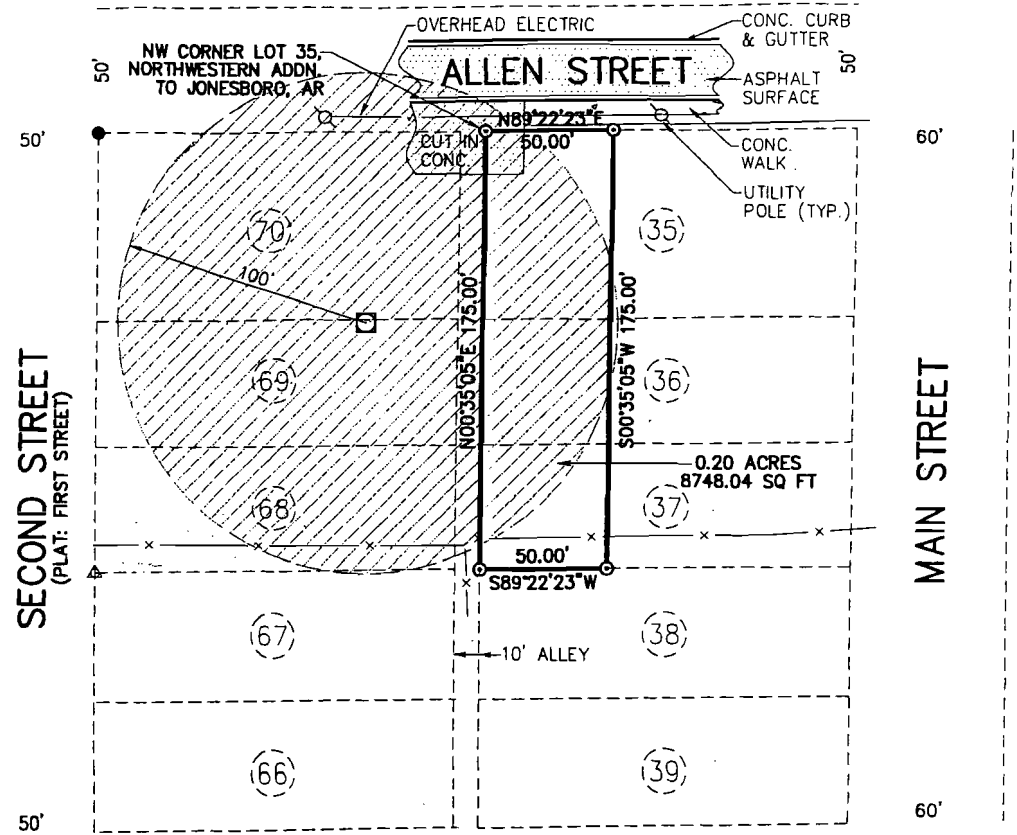 OVERHEAD ELECTRIC
CONC. CURB
& GUTTER
NW CORNER LOT 35,
NORTHWESTERN ADDN.
TO JONESBORO, AR
50'
50'
ALLEN STREET
ASPHALT
SURFACE
50'
N89°22'23"E
50.00'
CUT IN
CONC.
60'
CONC.
WALK
UTILITY
POLE (TYP.)
70
35
100'
N00°35'05"E 175.00'
S00°35'05"W 175.00'
69
36
SECOND STREET
(PLAT: FIRST STREET)
MAIN STREET
0.20 ACRES
8748.04 SQ FT
68
37
50.00'
S89°22'23"W
67
38
10' ALLEY
66
39
50'
60'